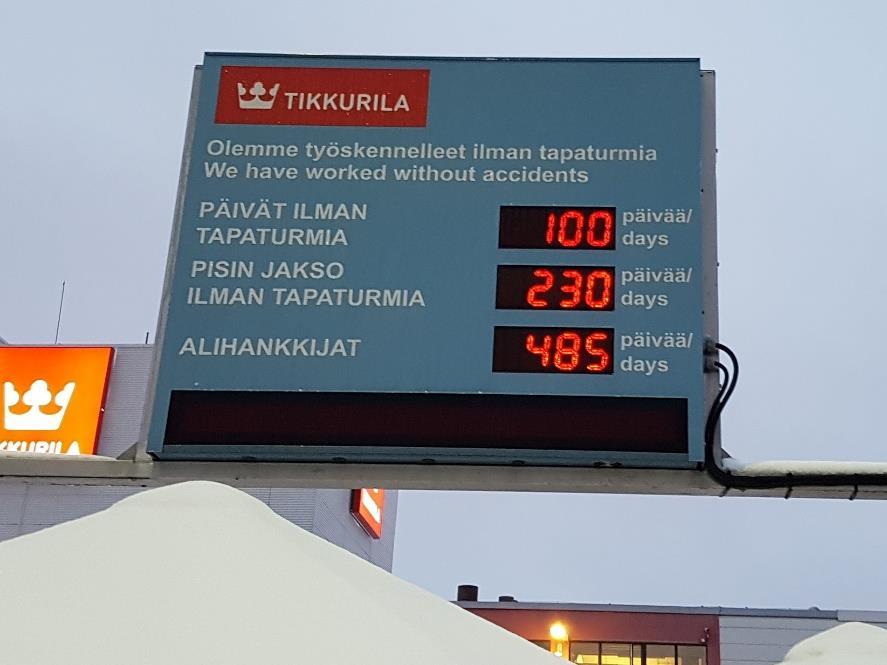 TIKKURILA
Olemme työskennelleet ilman tapaturmia
We have worked without accidents
PÄIVÄT ILMAN
TAPATURMIA
100
päivää/
days
PISIN JAKSO
ILMAN TAPATURMIA
230
päivää/
days
ALIHANKKIJAT
485
päivää/
days
KKURILA